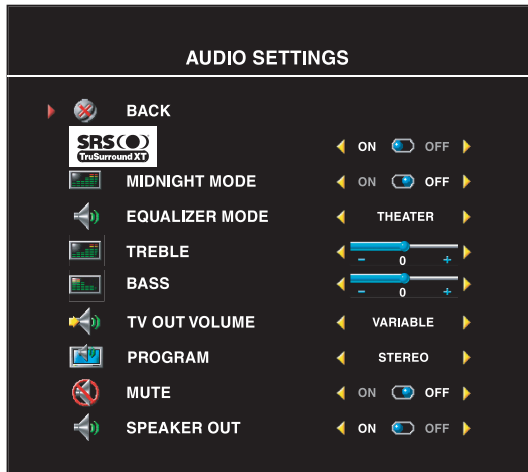 AUDIO SETTINGS
BACK
SRS
TruSurround XT
ON OFF
MIDNIGHT MODE ON OFF
EQUALIZER MODE THEATER
TREBLE - 0 +
BASS - 0 +
TV OUT VOLUME VARIABLE
PROGRAM STEREO
MUTE ON OFF
SPEAKER OUT ON OFF